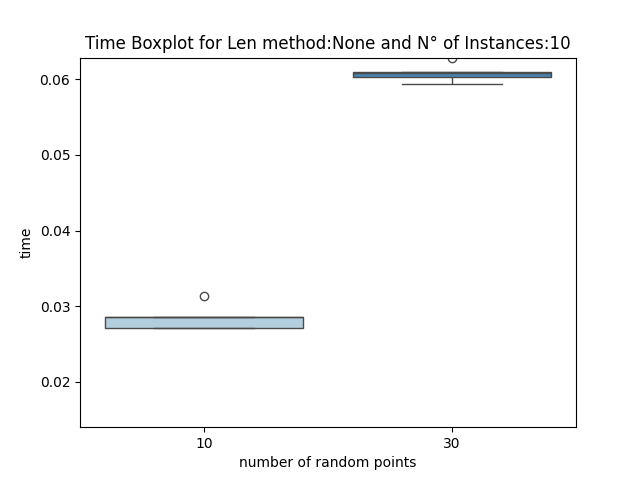 Time Boxplot for Len method:None and N° of Instances:10
0.06
0.05
0.04
0.03
0.02
time
10 30
number of random points